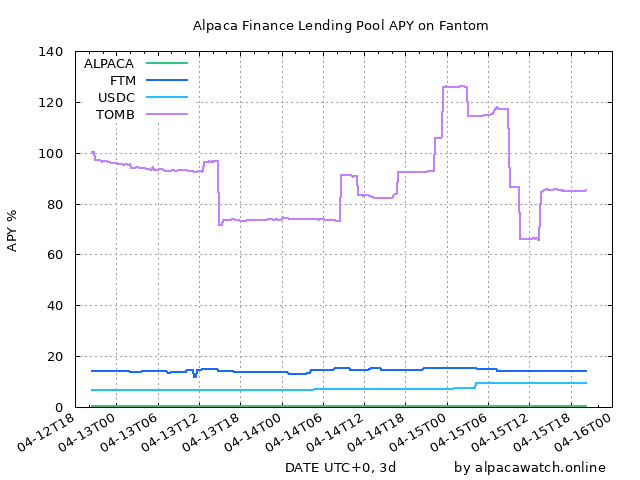 Alpaca Finance Lending Pool APY on Fantom
140
120
100
80
60
40
20
0
APY %
ALPACA
FTM
USDC
TOMB
04-12T18
04-13T00
04-13T06
04-13T12
04-13T18
04-14T00
04-14T06
04-14T12
04-14T18
04-15T00
04-15T06
04-15T12
04-15T18
04-16T00
DATE UTC+0, 3d
by alpacawatch.online